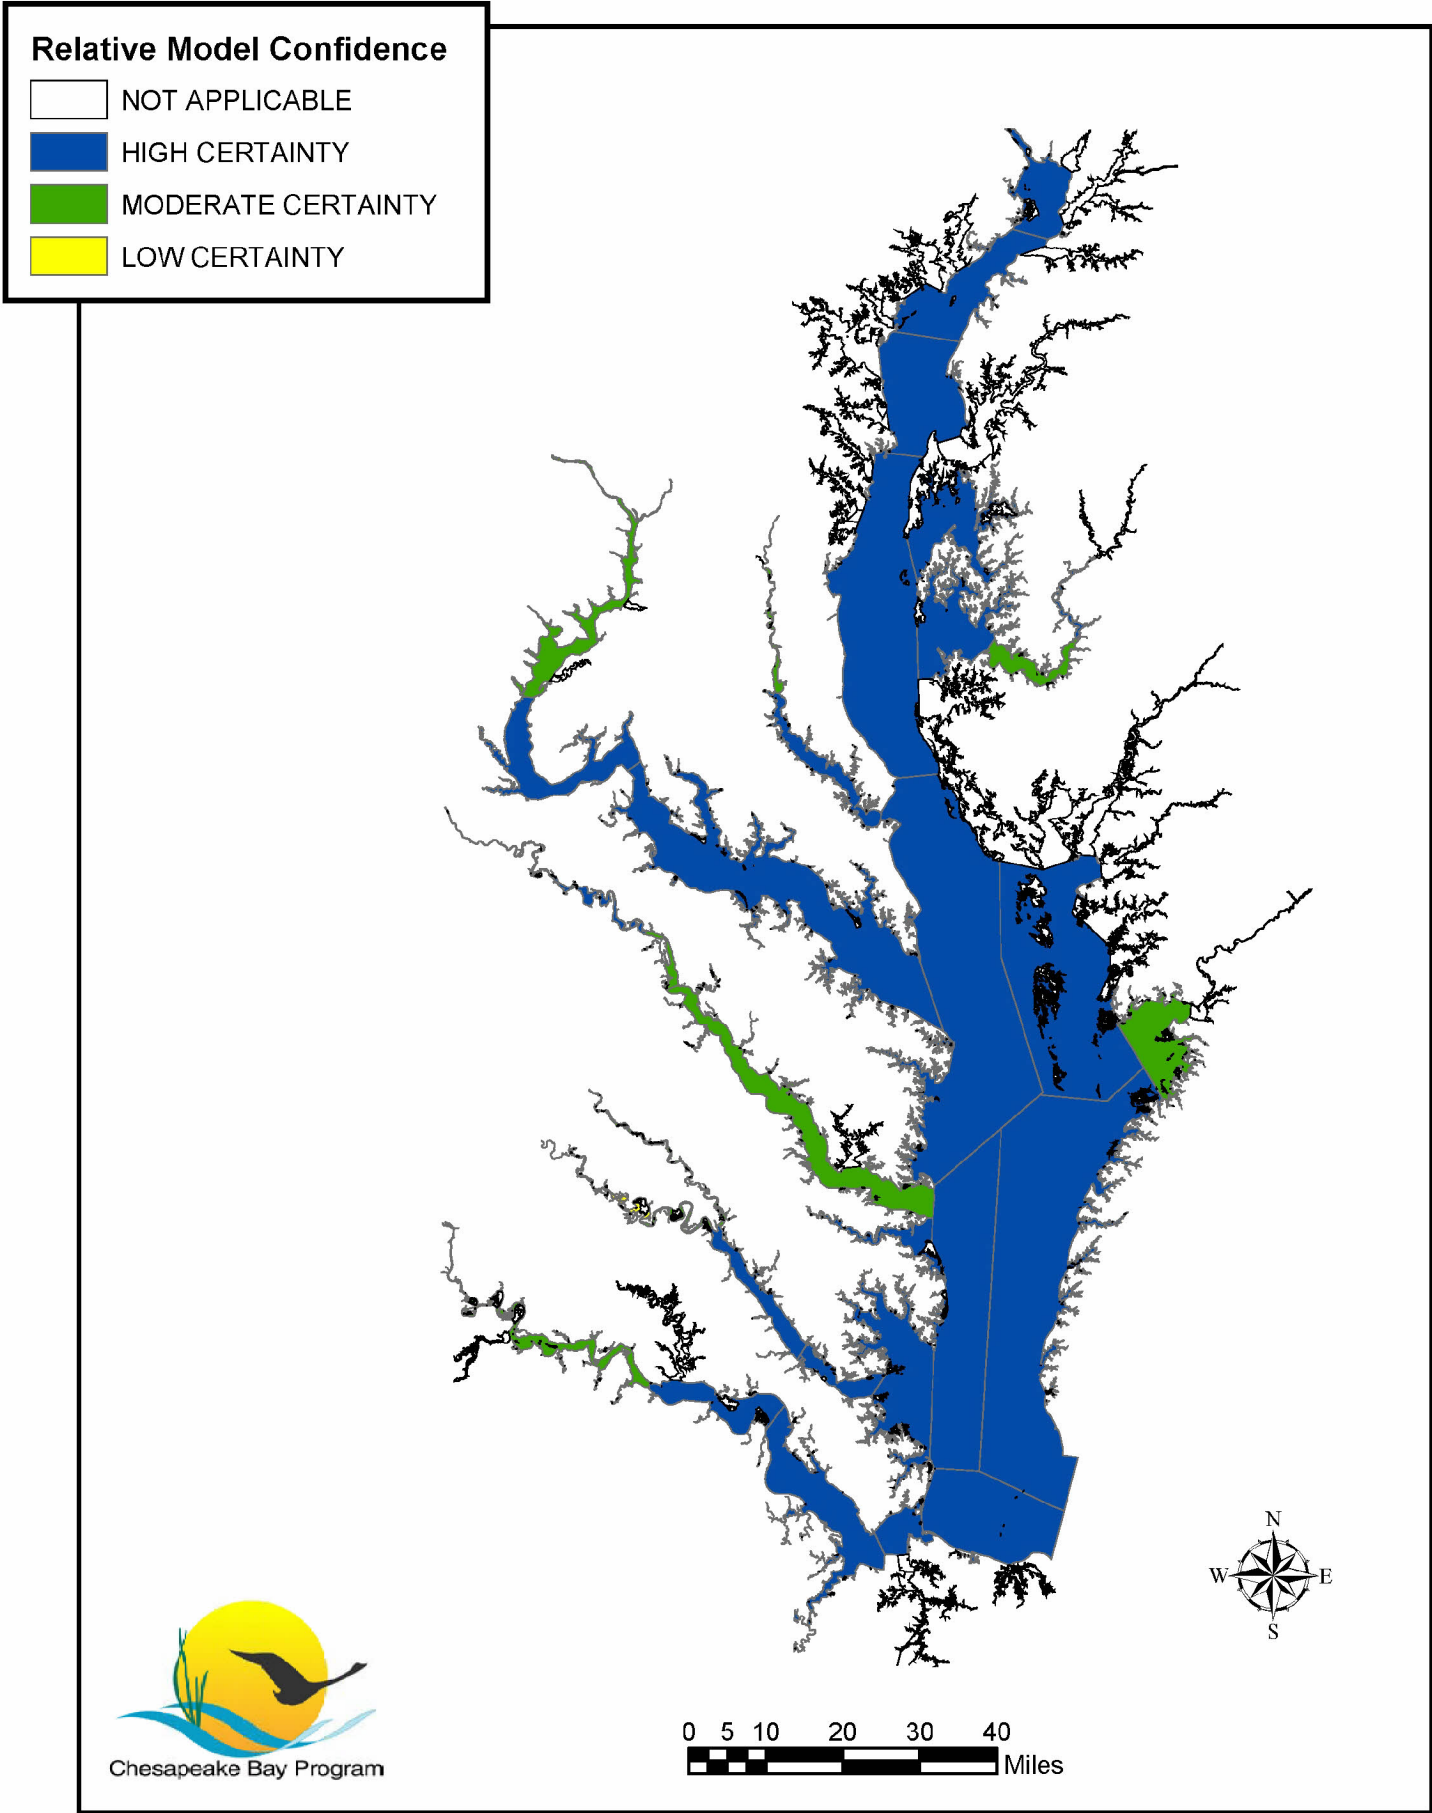 Relative Model Confidence
NOT APPLICABLE
HIGH CERTAINTY
MODERATE CERTAINTY
LOW CERTAINTY
N
W E
S
Chesapeake Bay Program
0 5 10 20 30 40
Miles